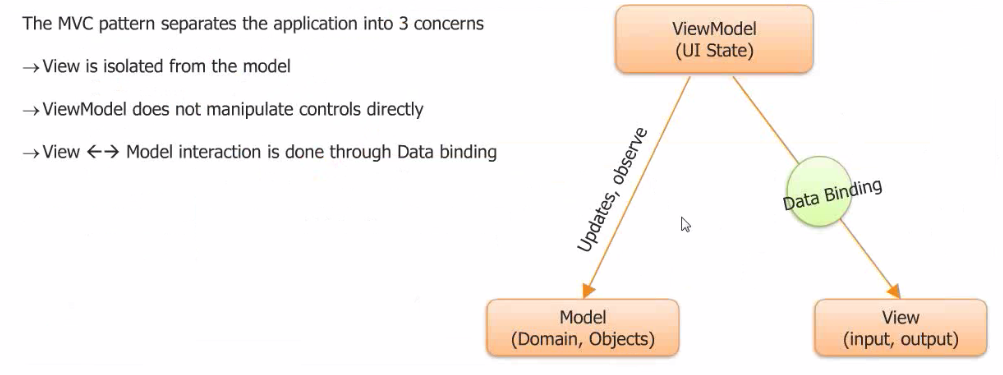 The MVC pattern separates the application into 3 concerns
→ View is isolated from the model
→ ViewModel does not manipulate controls directly
→ View ←→ Model interaction is done through Data binding
ViewModel
(UI State)
Updates, observe
Data Binding
Model
(Domain, Objects)
View
(input, output)